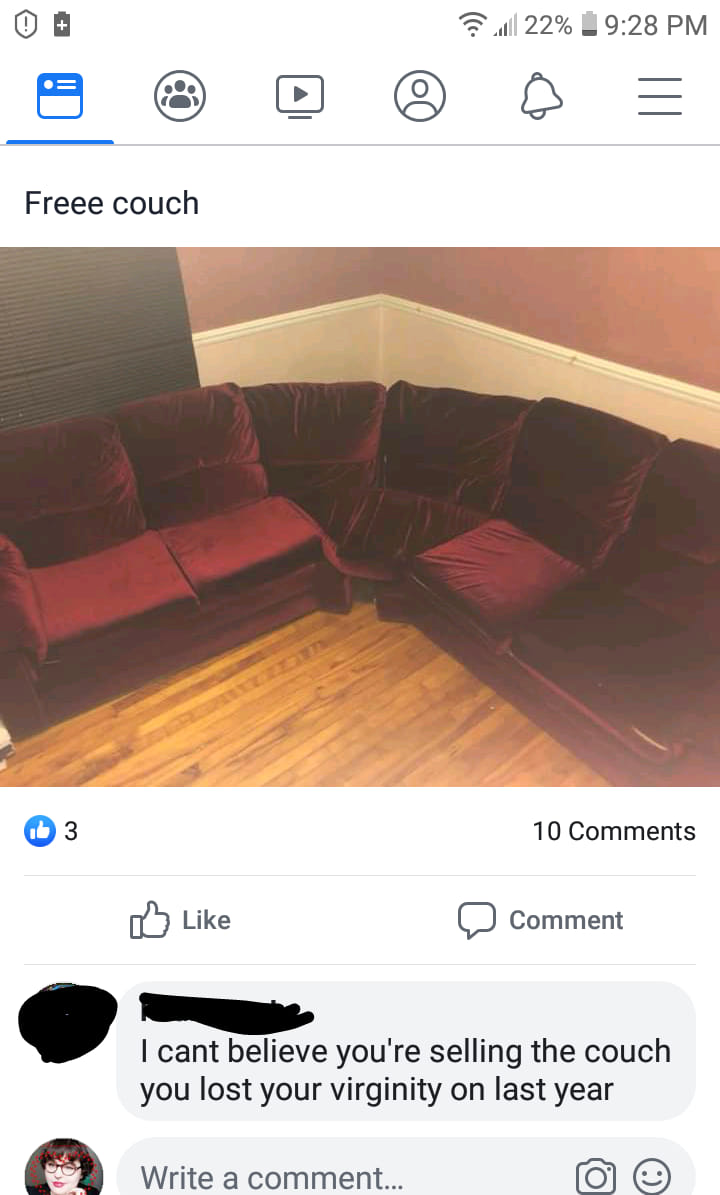 22% 9:28 PM
Freee couch
3 10 Comments
Like Comment
I cant believe you're selling the couch
you lost your virginity on last year
Write a comment...